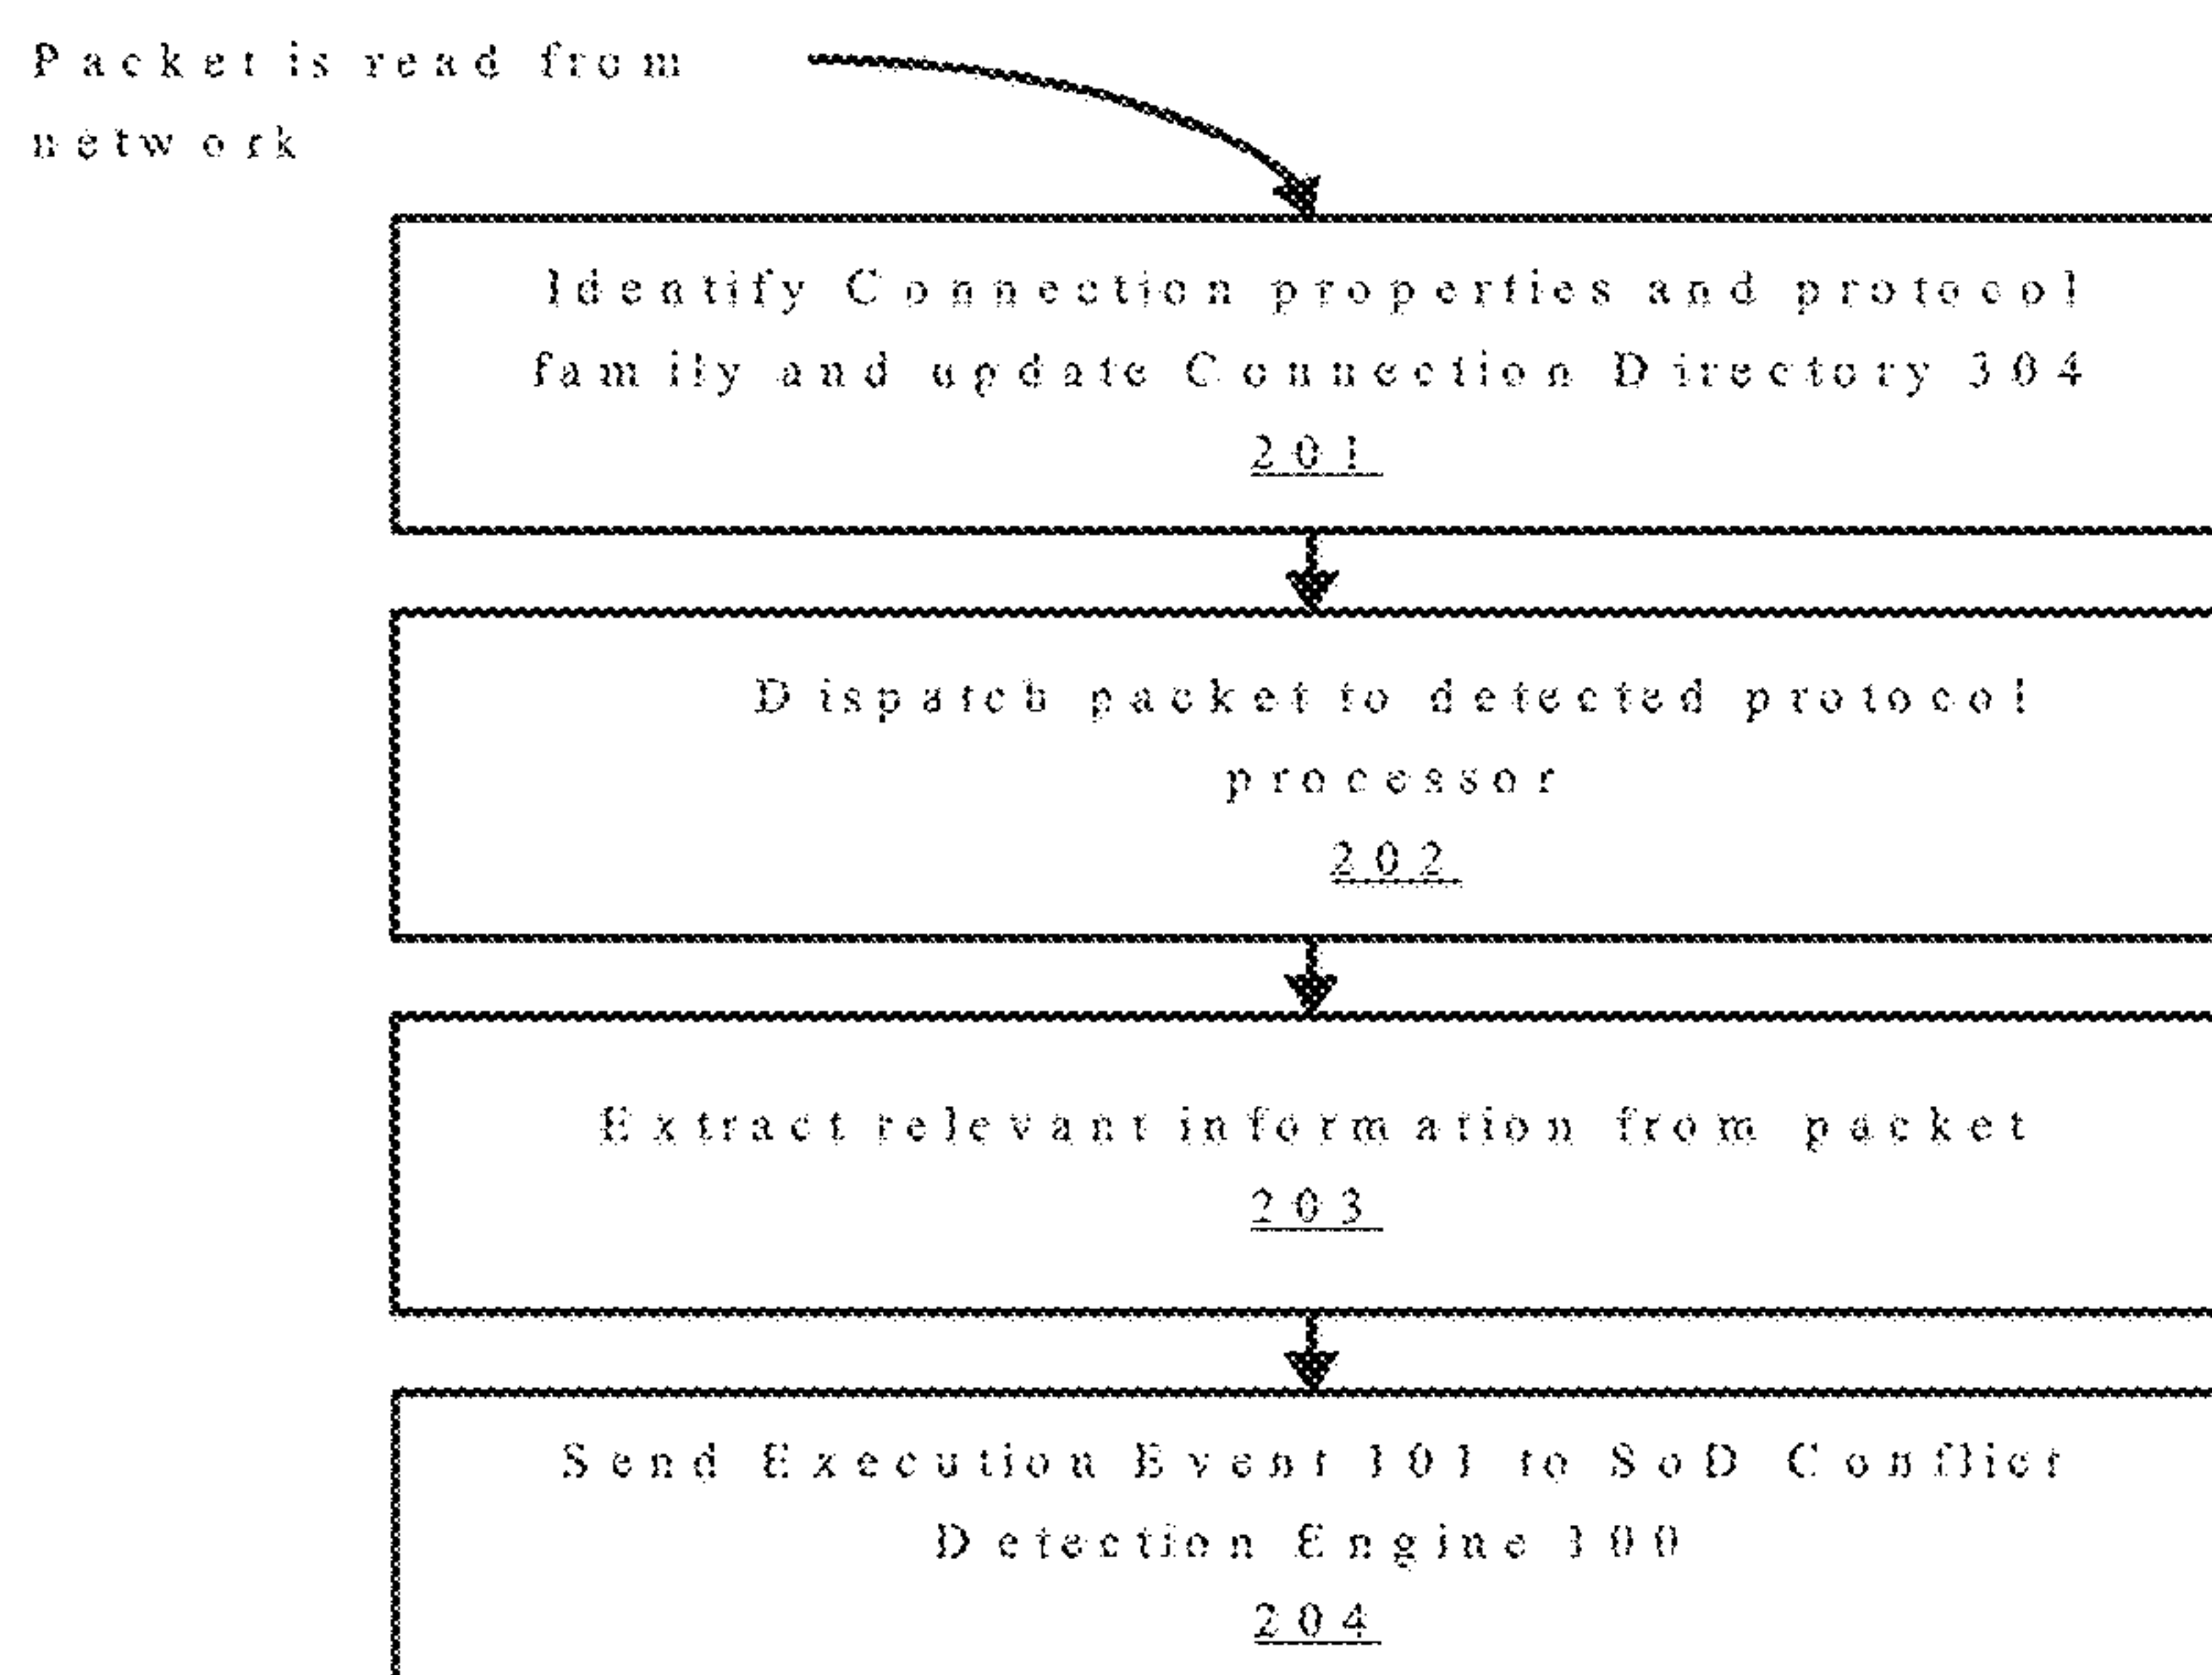 Packet is read from
network
Identify Connection properties and protocol
family and update Connection Directory 304
201
Dispatch packet to detected protocol
processor
202
Extract relevant information from packet
203
Send Execution Event 101 to SoD Conflict
Detection Engine 100
204